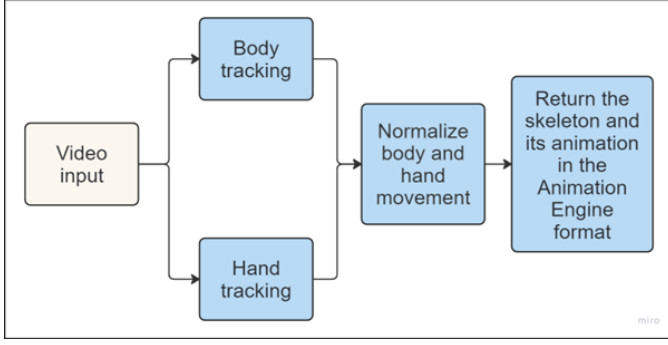 Body
tracking
Video
input
Hand
tracking
Normalize
body and
hand
movement
Return the
skeleton and
its animation
in the
Animation
Engine
format
miro